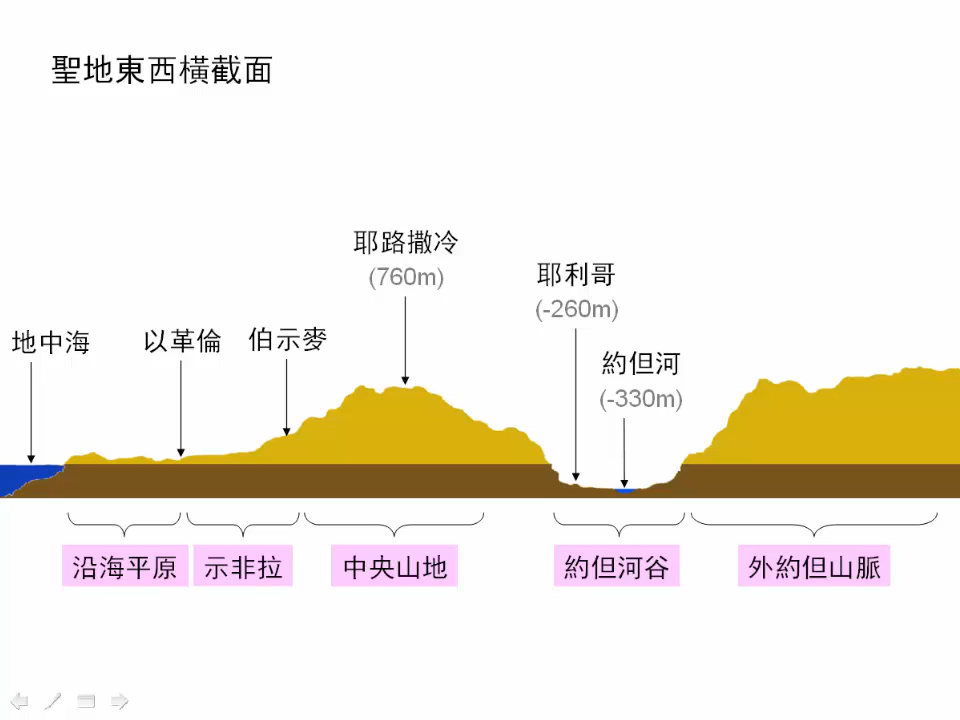 聖地東西橫截面
耶路撒冷
(760m)
耶利哥
(-260m)
地中海
以革倫
伯示麥
約但河
(-330m)
沿海平原
示非拉
中央山地
約但河谷
外約但山脈